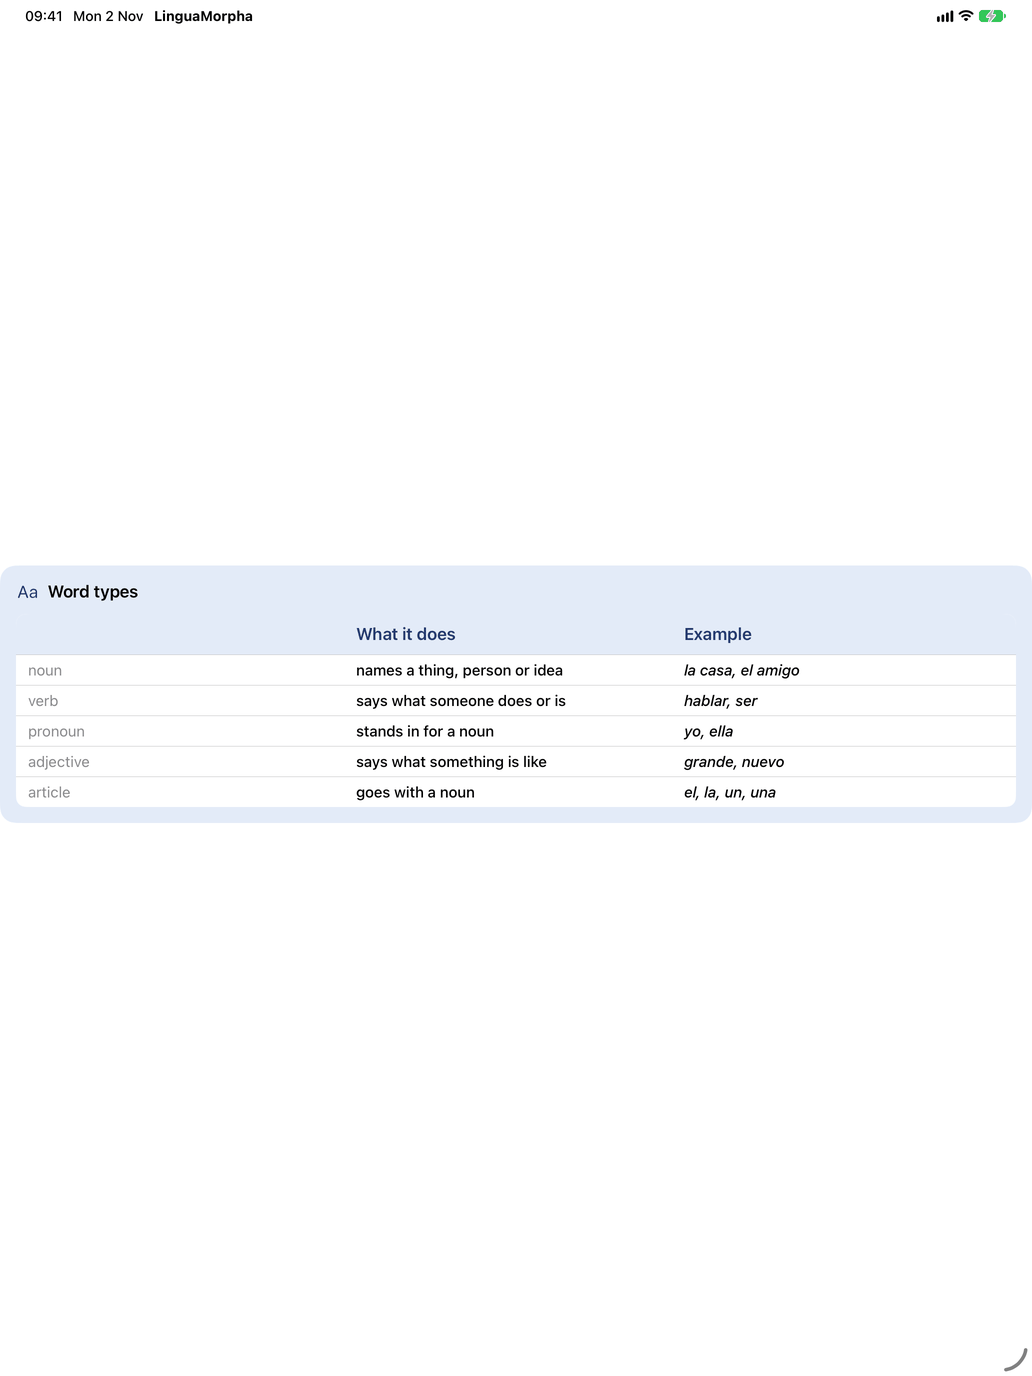 09:41 Mon 2 Nov LinguaMorpha
Aa Word types
What it does Example
noun names a thing, person or idea la casa, el amigo
verb says what someone does or is hablar, ser
pronoun stands in for a noun yo, ella
adjective says what something is like grande, nuevo
article goes with a noun el, la, un, una